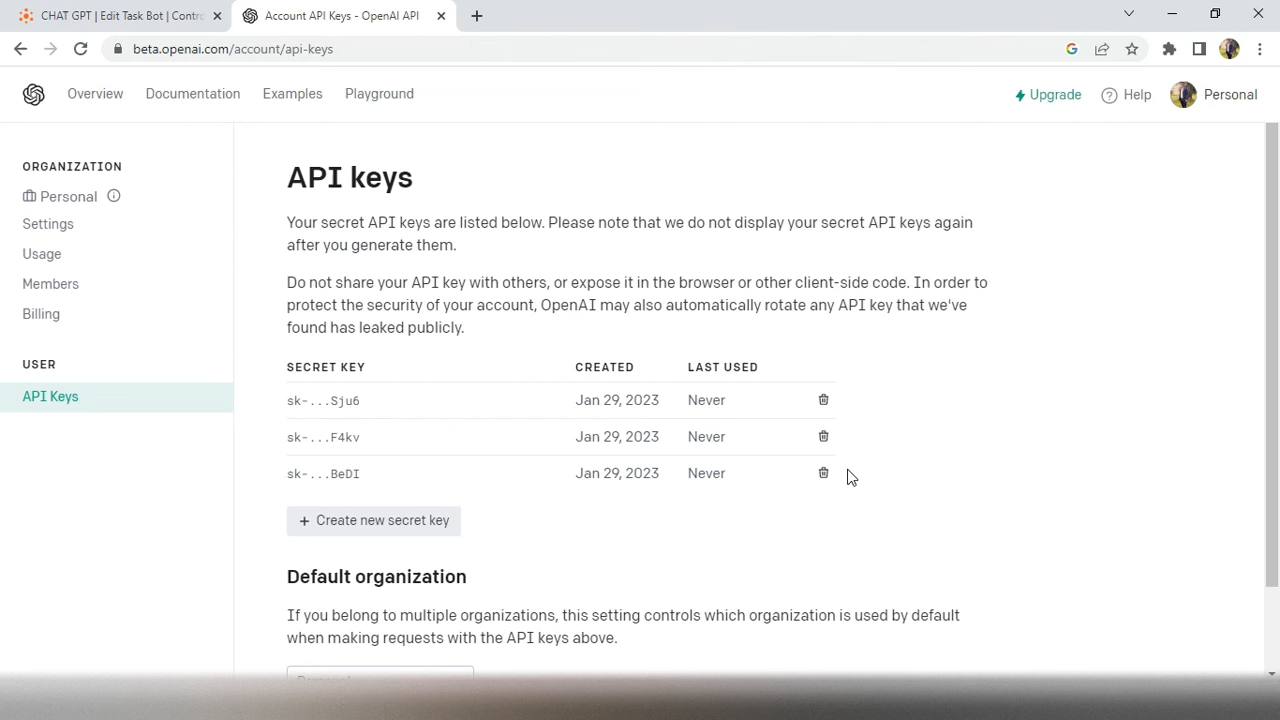 CHAT GPT | Edit Task Bot | Contro
Account API Keys - OpenAI API
beta.openai.com/account/api-keys
Overview
Documentation
Examples
Playground
Upgrade
Help
Personal
ORGANIZATION
Personal
Settings
Usage
Members
Billing
USER
API Keys
API keys
Your secret API keys are listed below. Please note that we do not display your secret API keys again
after you generate them.
Do not share your API key with others, or expose it in the browser or other client-side code. In order to
protect the security of your account, OpenAI may also automatically rotate any API key that we've
found has leaked publicly.
SECRET KEY CREATED LAST USED
sk-...Sju6 Jan 29, 2023 Never
sk-...F4kv Jan 29, 2023 Never
sk-...BeDI Jan 29, 2023 Never
+ Create new secret key
Default organization
If you belong to multiple organizations, this setting controls which organization is used by default
when making requests with the API keys above.